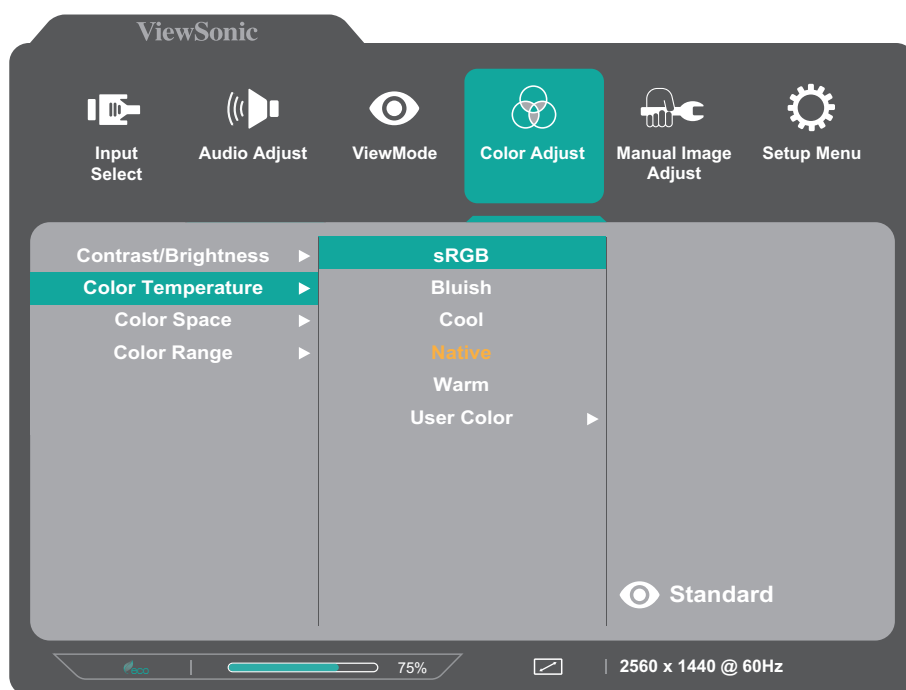 ViewSonic
Input Select
Audio Adjust
ViewMode
Color Adjust
Manual Image Adjust
Setup Menu
Contrast/Brightness
Color Temperature
Color Space
Color Range
sRGB
Bluish
Cool
Native
Warm
User Color
Standard
eco
75%
2560 x 1440 @ 60Hz